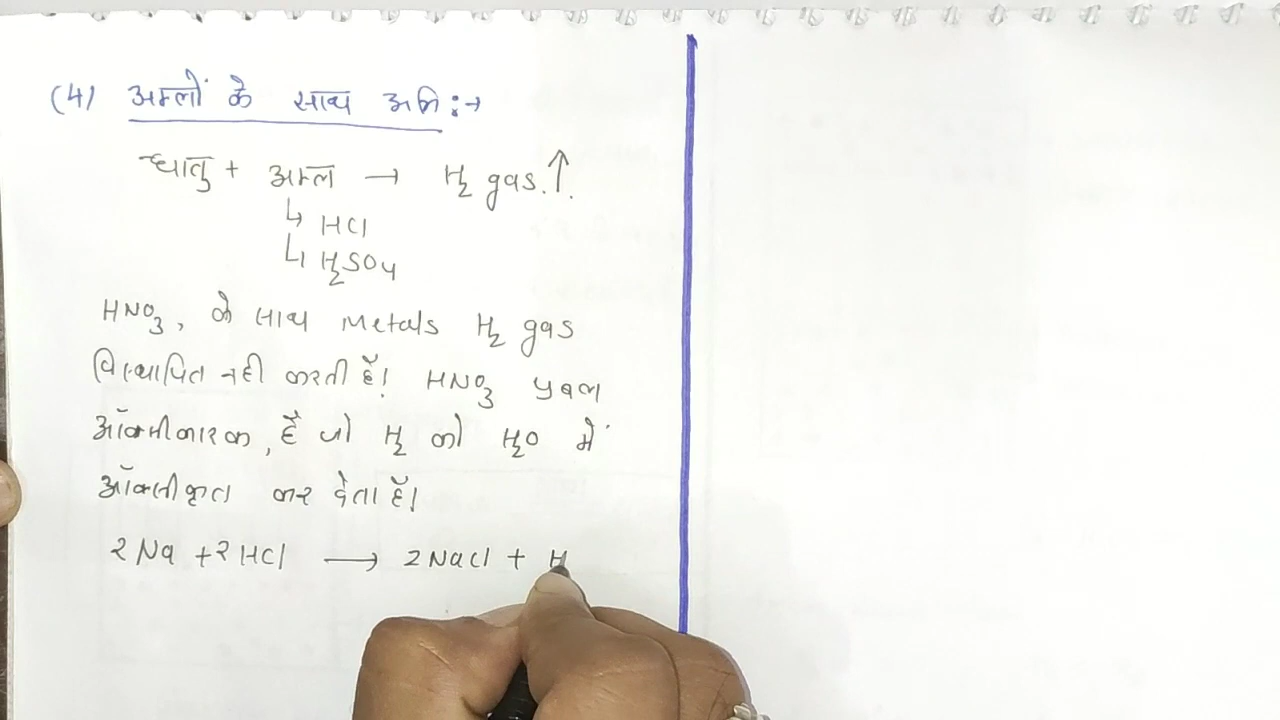 (4) अम्लों के साथ अभि :→
धातु + अम्ल → H₂ gas. ↑
↳ HCl
↳ H₂SO₄
HNO₃, के साथ Metals H₂ gas
विस्थापित नही करती हैं। HNO₃ प्रबल
ऑक्सीकारक, है जो H₂ को H₂O में
ऑक्सीकृत कर देता हैं।
2Na + 2HCl ⟶ 2NaCl + H